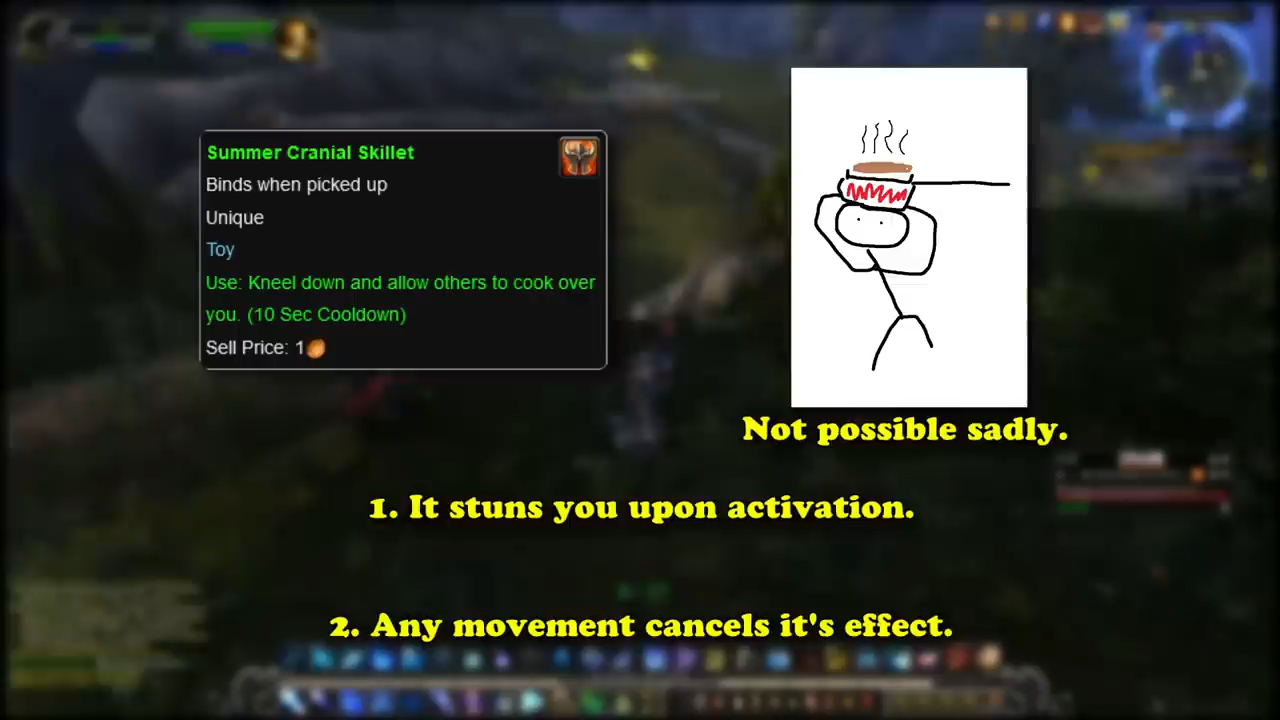 Summer Cranial Skillet
Binds when picked up
Unique
Toy
Use: Kneel down and allow others to cook over
you. (10 Sec Cooldown)
Sell Price: 1
Not possible sadly.
1. It stuns you upon activation.
2. Any movement cancels it's effect.